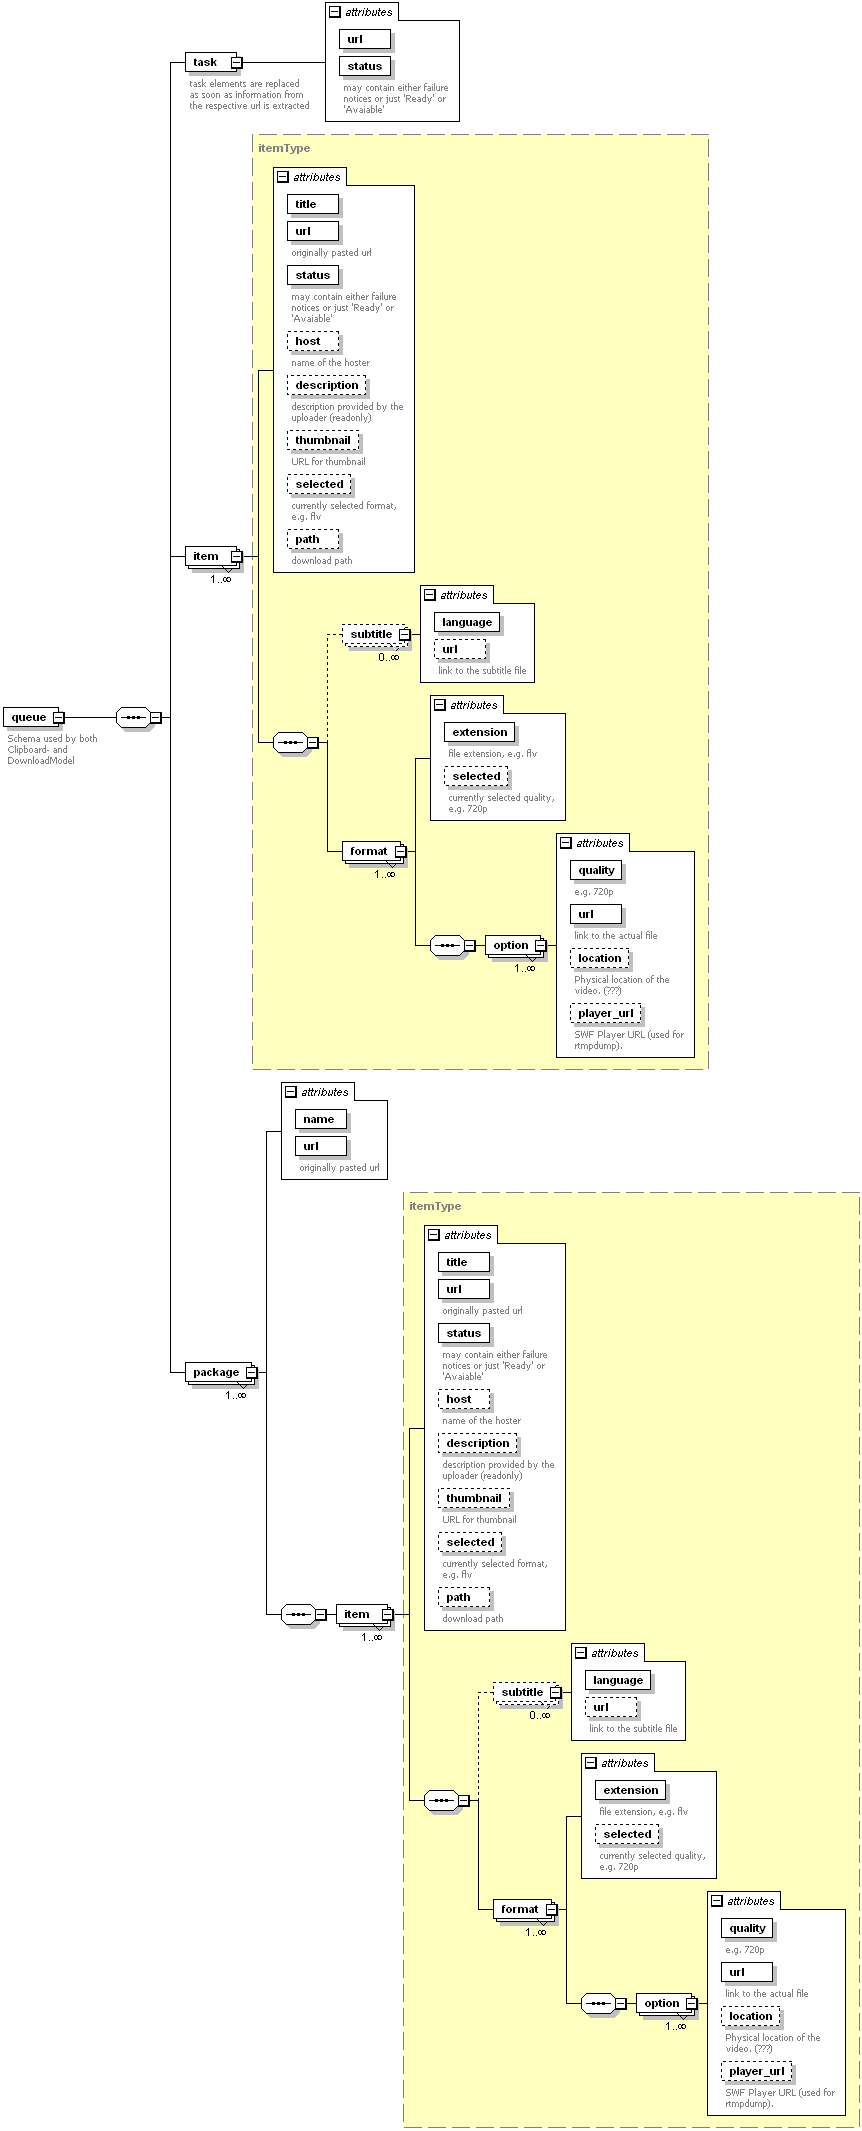 attributes
url
status
may contain either failure
notices or just 'Ready' or
'Avaiable'
task
task elements are replaced
as soon as information from
the respective url is extracted
itemType
attributes
title
url
originally pasted url
status
may contain either failure
notices or just 'Ready' or
'Avaiable'
host
name of the hoster
description
description provided by the
uploader (readonly)
thumbnail
URL for thumbnail
selected
currently selected format,
e.g. flv
path
download path
item
1..∞
attributes
language
url
link to the subtitle file
subtitle
0..∞
attributes
extension
file extension, e.g. flv
selected
currently selected quality,
e.g. 720p
format
1..∞
attributes
quality
e.g. 720p
url
link to the actual file
location
Physical location of the
video. (???)
player_url
SWF Player URL (used for
rtmpdump).
option
1..∞
queue
Schema used by both
Clipboard- and
DownloadModel
attributes
name
url
originally pasted url
package
1..∞
itemType
attributes
title
url
originally pasted url
status
may contain either failure
notices or just 'Ready' or
'Avaiable'
host
name of the hoster
description
description provided by the
uploader (readonly)
thumbnail
URL for thumbnail
selected
currently selected format,
e.g. flv
path
download path
item
1..∞
attributes
language
url
link to the subtitle file
subtitle
0..∞
attributes
extension
file extension, e.g. flv
selected
currently selected quality,
e.g. 720p
format
1..∞
attributes
quality
e.g. 720p
url
link to the actual file
location
Physical location of the
video. (???)
player_url
SWF Player URL (used for
rtmpdump).
option
1..∞